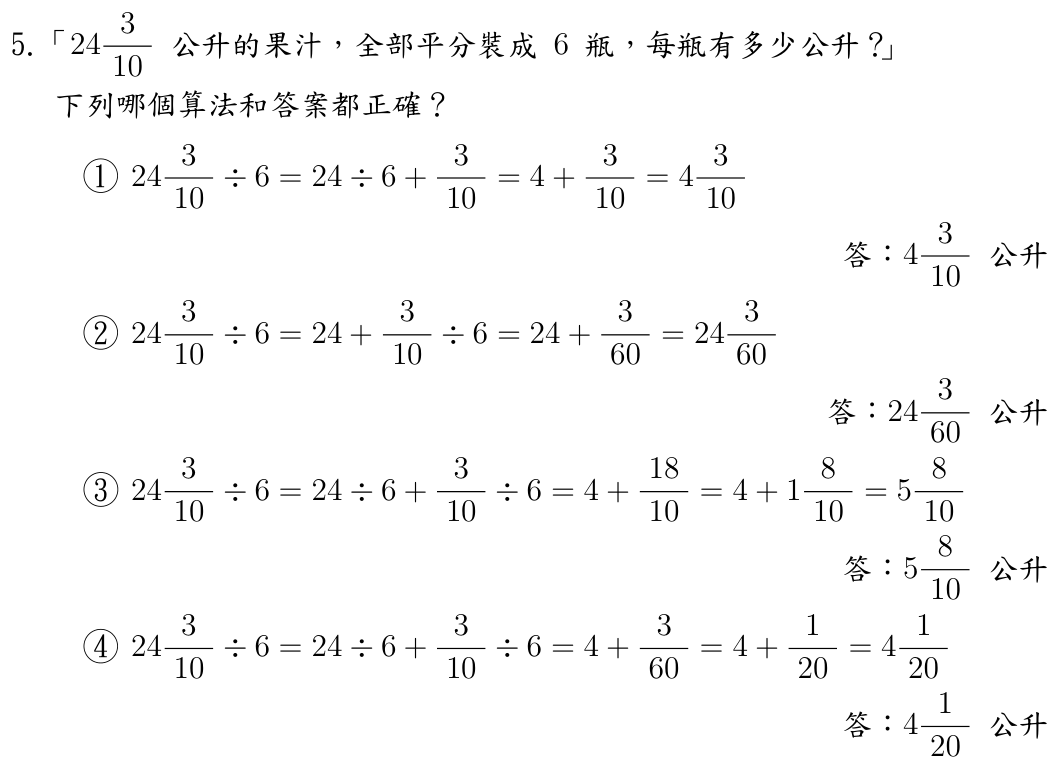 5.「24 3/10 公升的果汁，全部平分裝成 6 瓶，每瓶有多少公升？」
下列哪個算法和答案都正確？
① 24 3/10 ÷ 6 = 24 ÷ 6 + 3/10 = 4 + 3/10 = 4 3/10
答：4 3/10 公升
② 24 3/10 ÷ 6 = 24 + 3/10 ÷ 6 = 24 + 3/60 = 24 3/60
答：24 3/60 公升
③ 24 3/10 ÷ 6 = 24 ÷ 6 + 3/10 ÷ 6 = 4 + 18/10 = 4 + 1 8/10 = 5 8/10
答：5 8/10 公升
④ 24 3/10 ÷ 6 = 24 ÷ 6 + 3/10 ÷ 6 = 4 + 3/60 = 4 + 1/20 = 4 1/20
答：4 1/20 公升